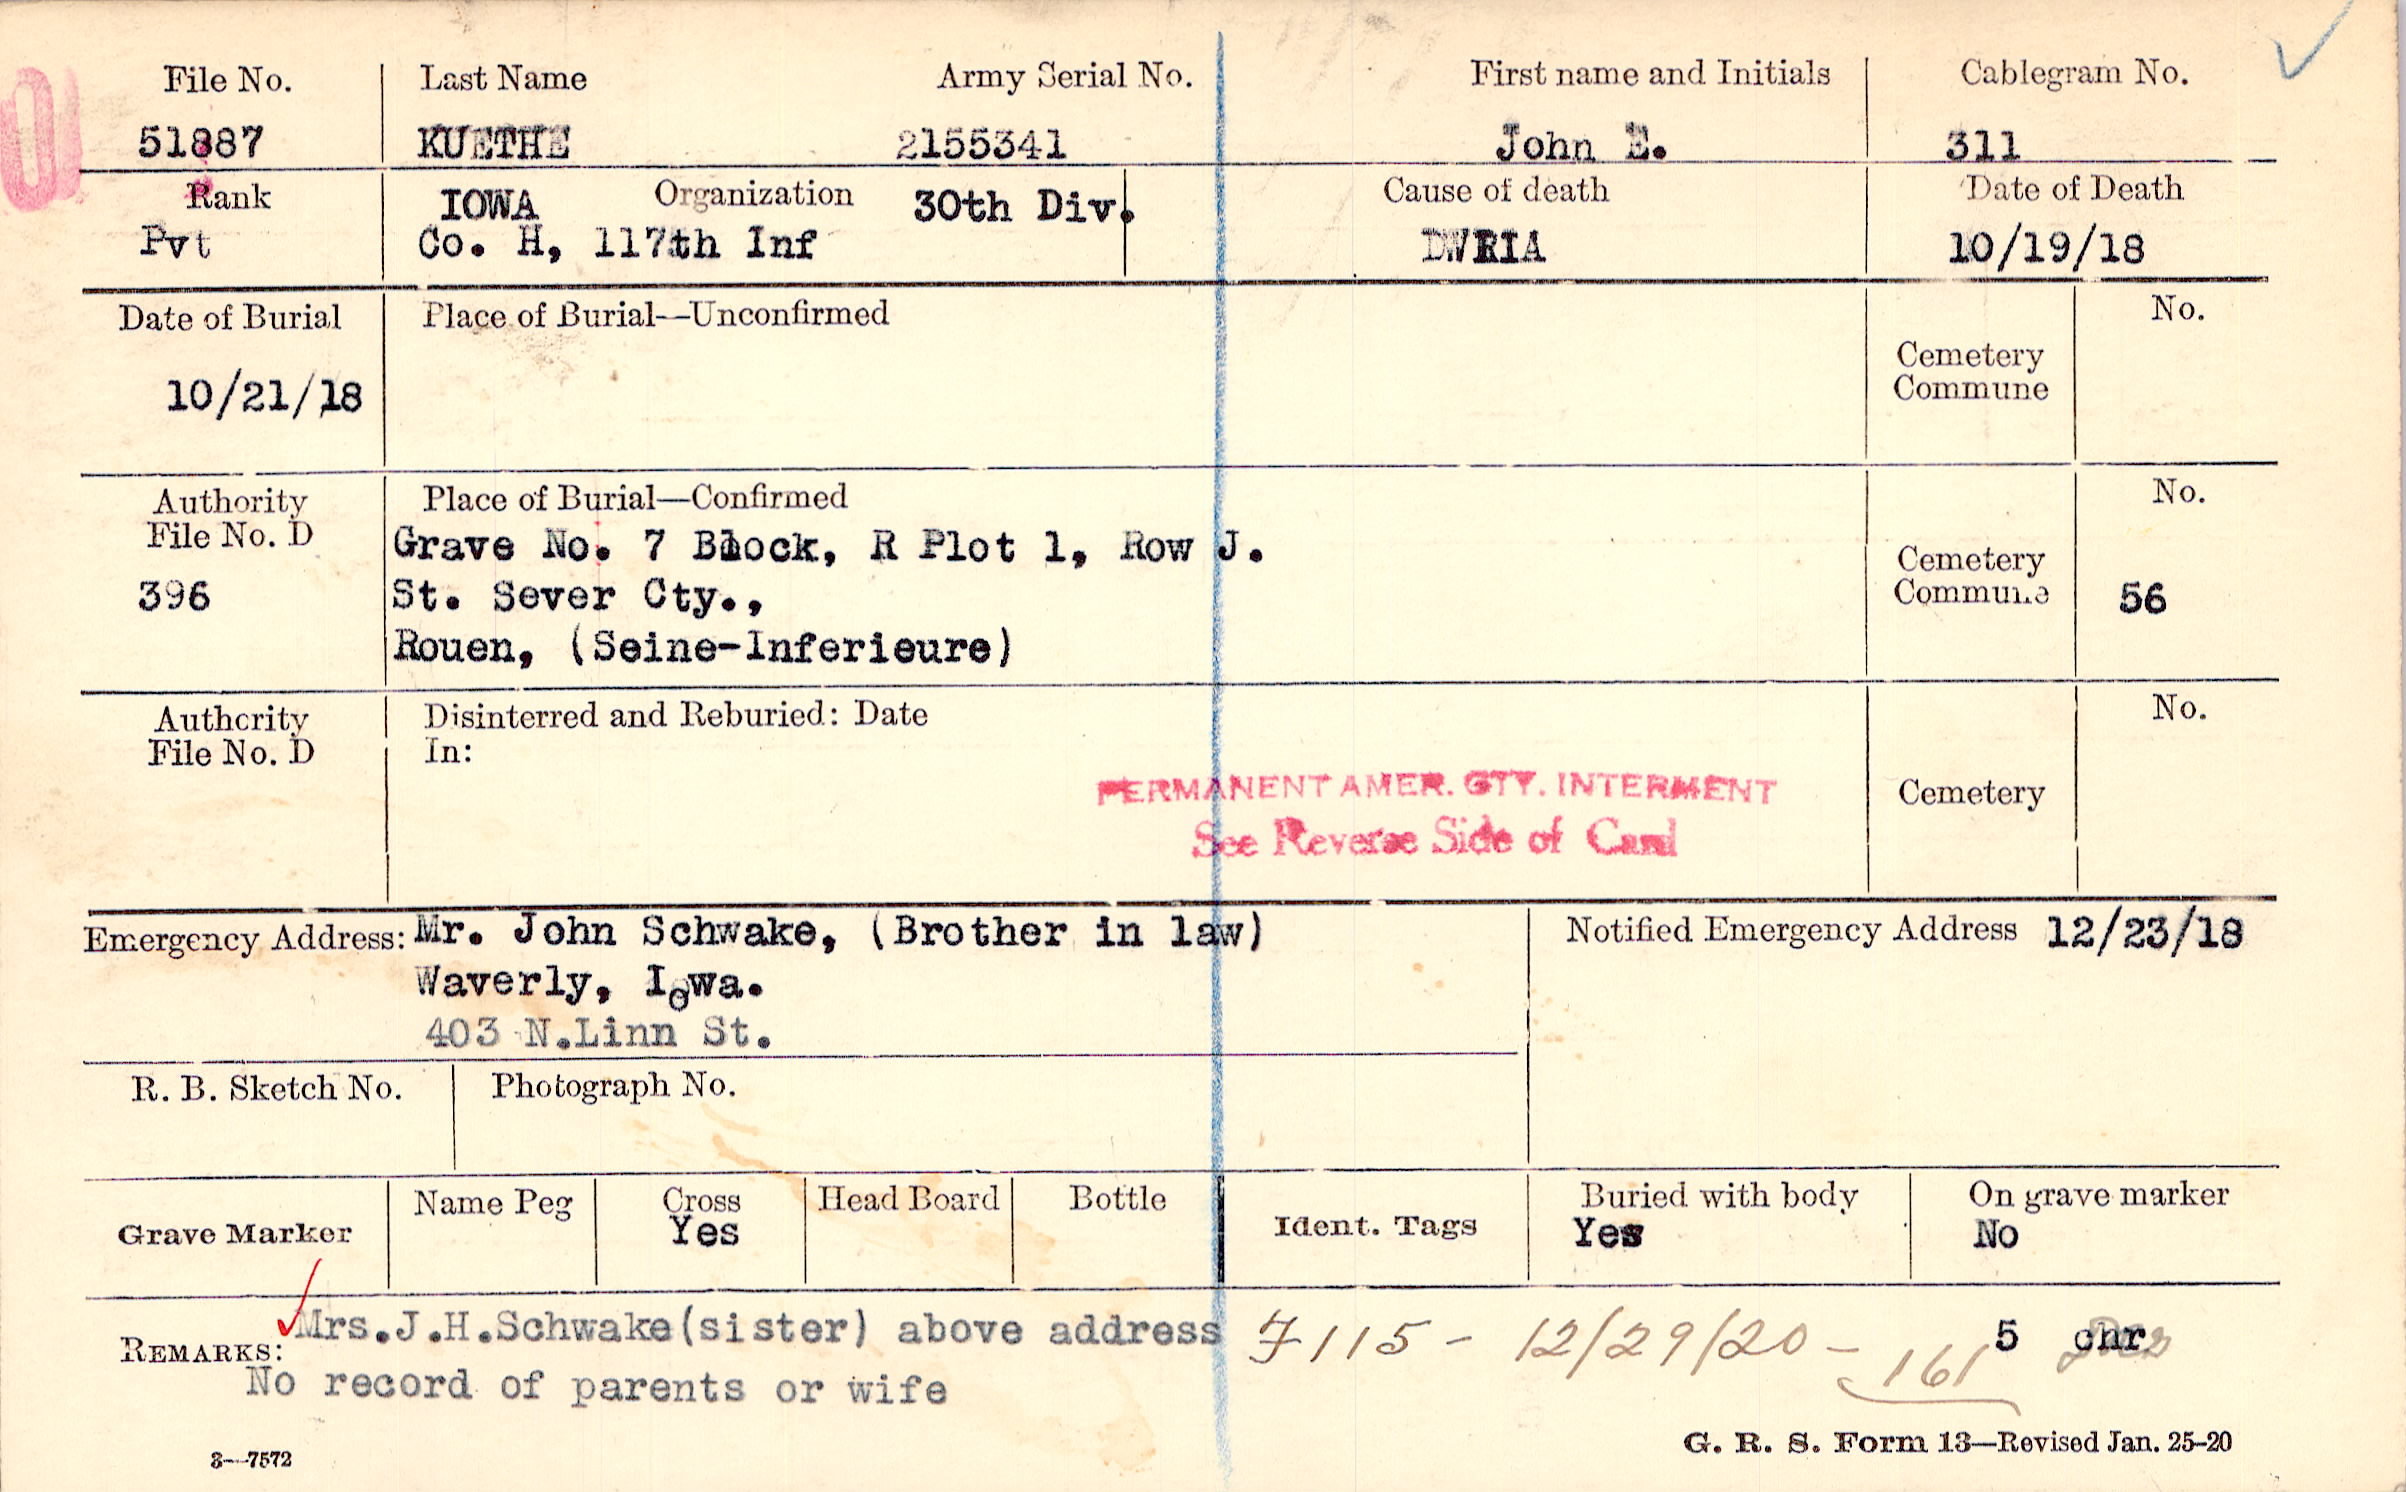 File No. Last Name Army Serial No. First name and Initials Cablegram No.
51887 KUETHE 2155341 John E. 311
Rank IOWA Organization 30th Div. Cause of death Date of Death
Pvt Co. H, 117th Inf DWRIA 10/19/18
Date of Burial Place of Burial—Unconfirmed No.
Cemetery
Commune
10/21/18
Authority Place of Burial—Confirmed No.
File No. D Grave No. 7 Block, R Plot 1, Row J.
Cemetery
396 St. Sever Cty., Commune 56
Rouen, (Seine-Inferieure)
Authority Disinterred and Reburied: Date No.
File No. D In:
PERMANENT AMER. CTY. INTERMENT Cemetery
See Reverse Side of Card
Emergency Address: Mr. John Schwake, (Brother in law) Notified Emergency Address 12/23/18
Waverly, Iowa.
403 N.Linn St.
R. B. Sketch No. Photograph No.
Name Peg Cross Head Board Bottle Buried with body On grave marker
Grave Marker Yes Ident. Tags Yes No
Mrs.J.H.Schwake(sister) above address 7115 - 12/29/20 - 161 5 chr
REMARKS:
No record of parents or wife
3—7572 G. R. S. Form 13—Revised Jan. 25-20